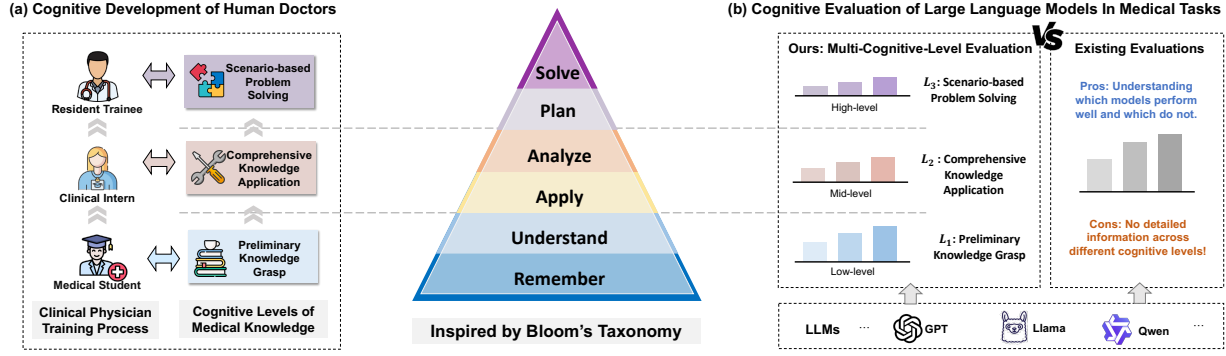 (a) Cognitive Development of Human Doctors
Resident Trainee
Scenario-based
Problem
Solving
Clinical Intern
Comprehensive
Knowledge
Application
Medical Student
Preliminary
Knowledge
Grasp
Clinical Physician
Training Process
Cognitive Levels of
Medical Knowledge
Solve
Plan
Analyze
Apply
Understand
Remember
Inspired by Bloom's Taxonomy
(b) Cognitive Evaluation of Large Language Models In Medical Tasks
VS
Ours: Multi-Cognitive-Level Evaluation
High-level
L3: Scenario-based
Problem Solving
Mid-level
L2 : Comprehensive
Knowledge
Application
Low-level
L1: Preliminary
Knowledge Grasp
Existing Evaluations
Pros: Understanding
which models perform
well and which do not.
Cons: No detailed
information across
different cognitive levels!
LLMs ... GPT Llama Qwen ...